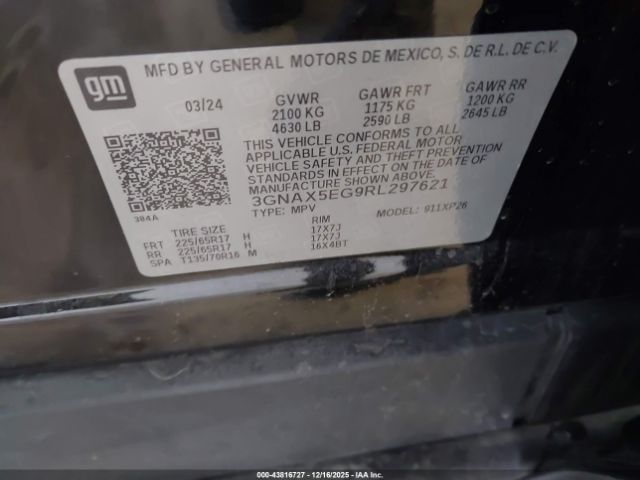 gm
MFD BY GENERAL MOTORS DE MEXICO, S. DE R.L. DE C.V.
03/24 GVWR GAWR FRT GAWR RR
2100 KG 1175 KG 1200 KG
4630 LB 2590 LB 2645 LB
THIS VEHICLE CONFORMS TO ALL
APPLICABLE U.S. FEDERAL MOTOR
VEHICLE SAFETY AND THEFT PREVENTION
STANDARDS IN EFFECT ON THE DATE OF
MANUFACTURE SHOWN ABOVE.
3GNAX5EG9RL297621
TYPE: MPV MODEL: 911XP26
384A
TIRE SIZE RIM
FRT 225/65R17 H 17X7J
RR 225/65R17 H 17X7J
SPA T135/70R16 M 16X4BT
00-43816727 - 12/16/2025 - Copyright © IAA, Inc.